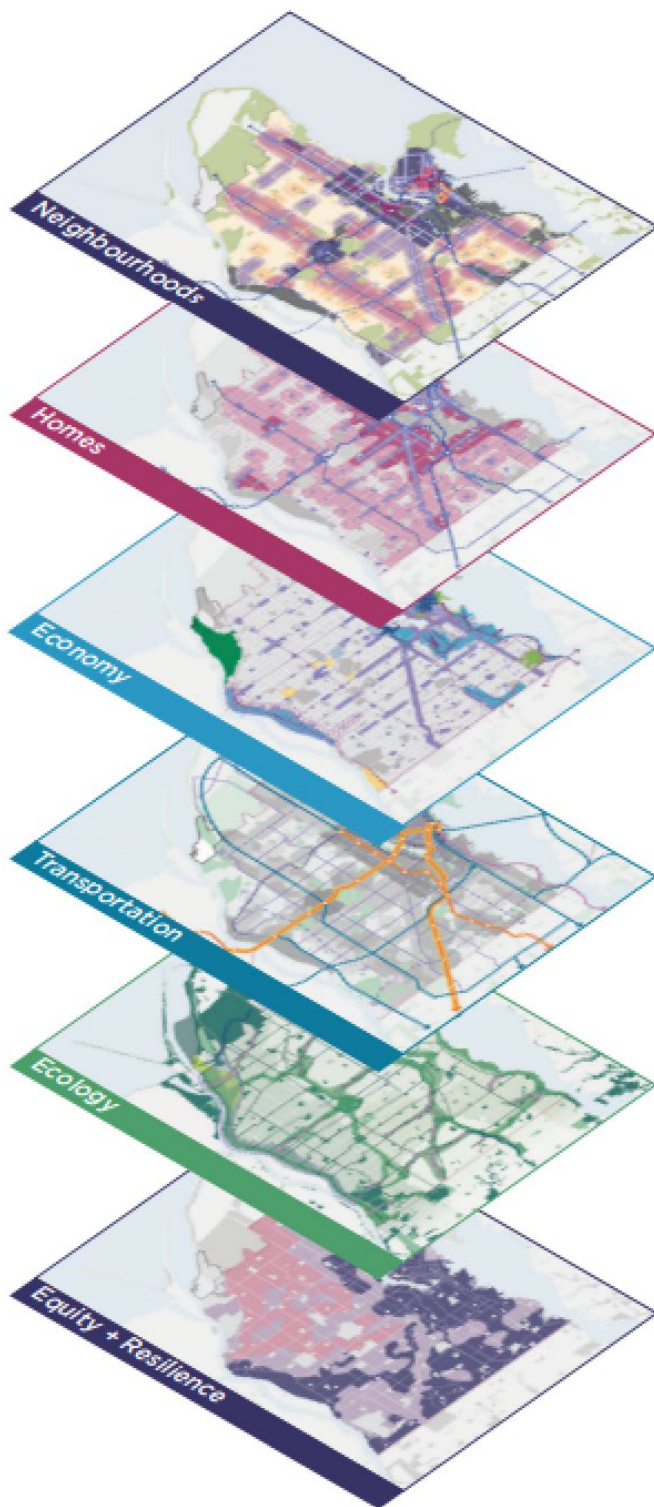 Neighbourhoods
Homes
Economy
Transportation
Ecology
Equity + Resilience